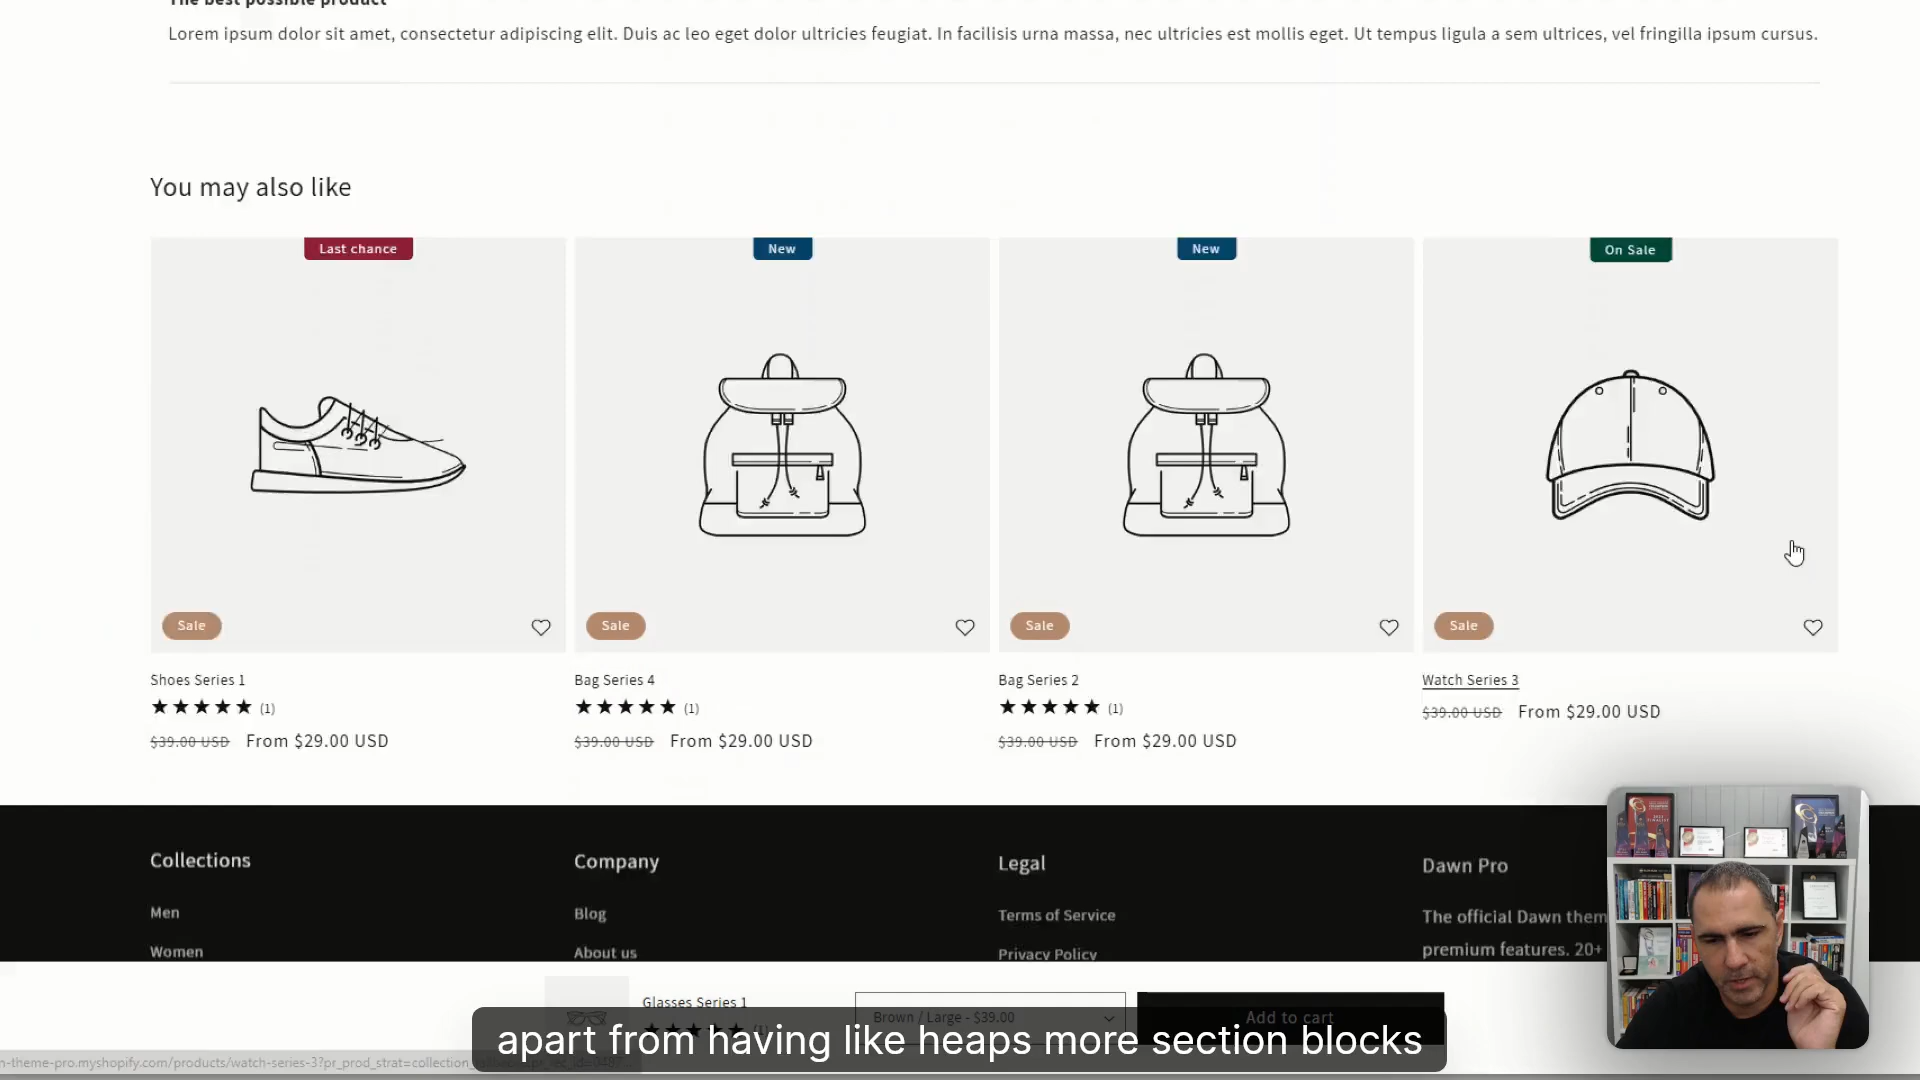 The best possible product
Lorem ipsum dolor sit amet, consectetur adipiscing elit. Duis ac leo eget dolor ultricies feugiat. In facilisis urna massa, nec ultricies est mollis eget. Ut tempus ligula a sem ultrices, vel fringilla ipsum cursus.
You may also like
Last chance
New
New
On Sale
Sale
Sale
Sale
Sale
Shoes Series 1
(1)
$39.00 USD From $29.00 USD
Bag Series 4
(1)
$39.00 USD From $29.00 USD
Bag Series 2
(1)
$39.00 USD From $29.00 USD
Watch Series 3
$39.00 USD From $29.00 USD
Collections
Men
Women
Company
Blog
About us
Legal
Terms of Service
Privacy Policy
Dawn Pro
The official Dawn them
premium features. 20+
Glasses Series 1
(1)
Brown / Large - $39.00
Add to cart
apart from having like heaps more section blocks
n-theme-pro.myshopify.com/products/watch-series-3?pr_prod_strat=collection